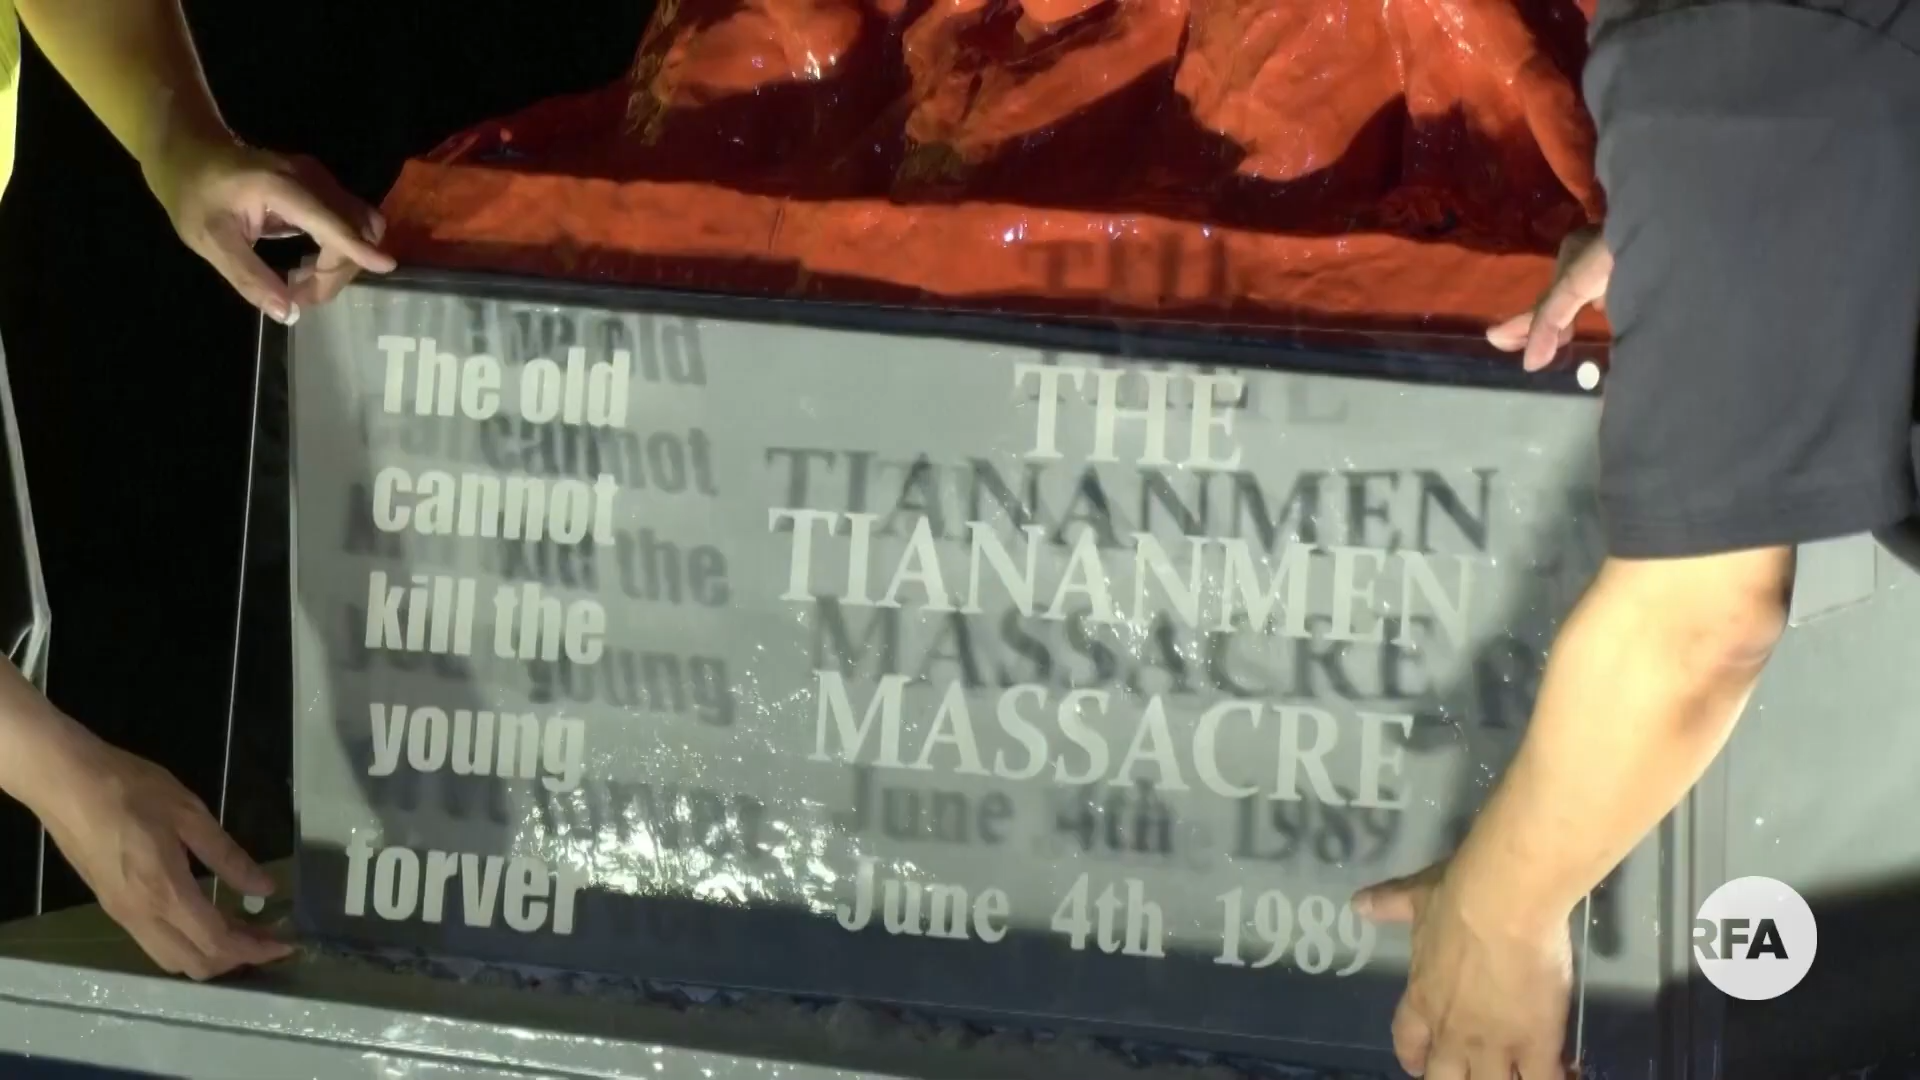 The old
cannot
kill the
young
forver
THE
TIANANMEN
MASSACRE
June 4th 1989
RFA